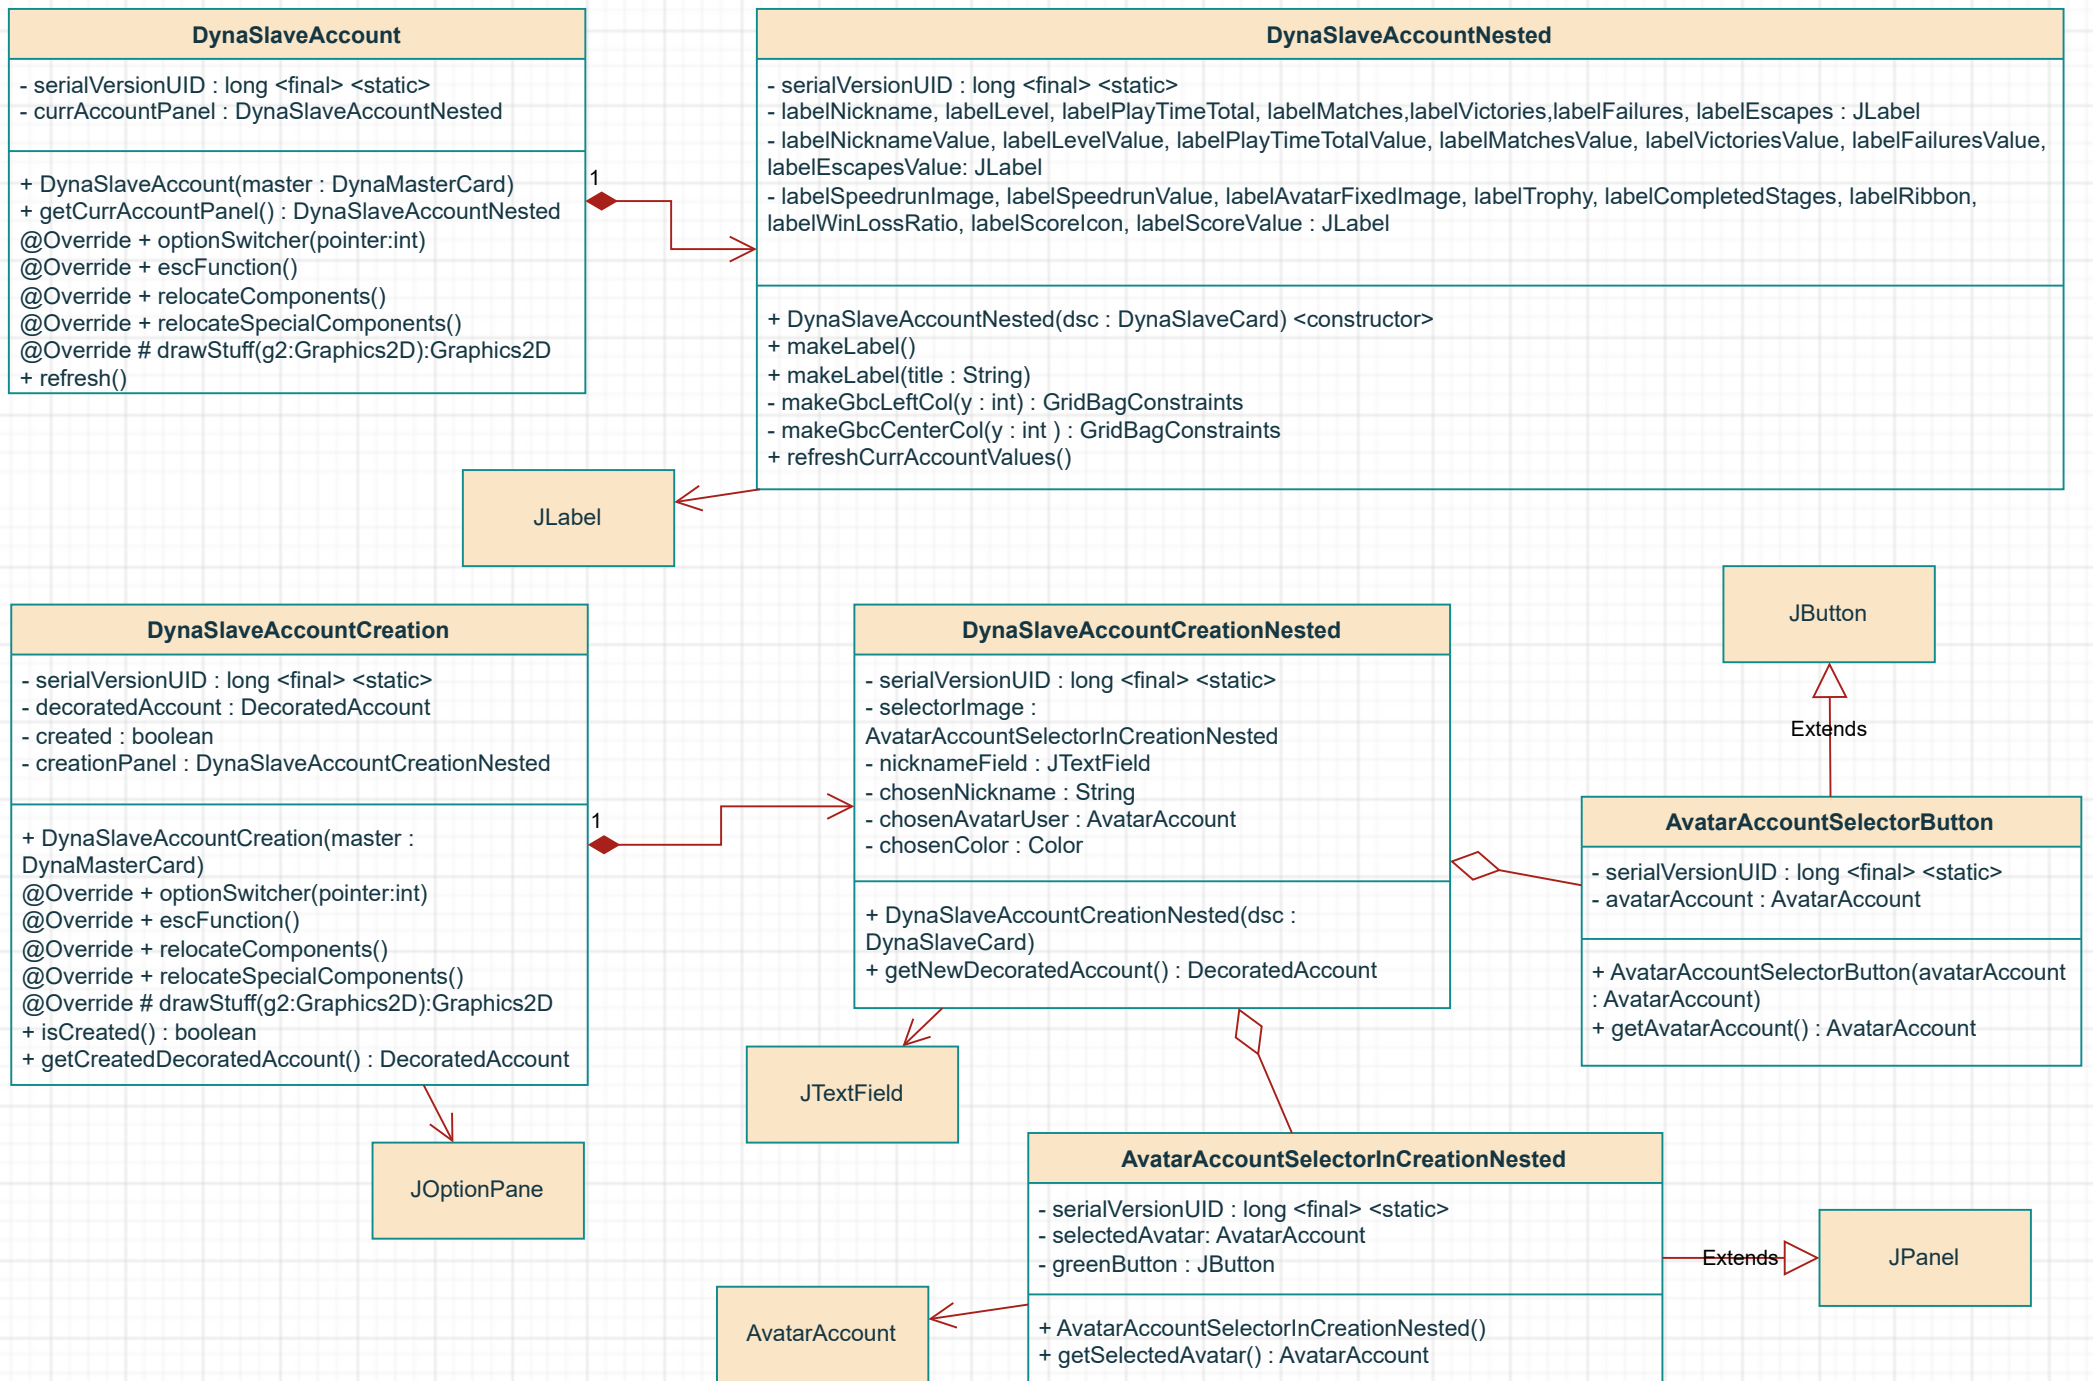 DynaSlaveAccount
- serialVersionUID : long <final> <static>
- currAccountPanel : DynaSlaveAccountNested
+ DynaSlaveAccount(master : DynaMasterCard)
+ getCurrAccountPanel() : DynaSlaveAccountNested
@Override + optionSwitcher(pointer:int)
@Override + escFunction()
@Override + relocateComponents()
@Override + relocateSpecialComponents()
@Override # drawStuff(g2:Graphics2D):Graphics2D
+ refresh()
1
DynaSlaveAccountNested
- serialVersionUID : long <final> <static>
- labelNickname, labelLevel, labelPlayTimeTotal, labelMatches,labelVictories,labelFailures, labelEscapes : JLabel
- labelNicknameValue, labelLevelValue, labelPlayTimeTotalValue, labelMatchesValue, labelVictoriesValue, labelFailuresValue,
labelEscapesValue: JLabel
- labelSpeedrunImage, labelSpeedrunValue, labelAvatarFixedImage, labelTrophy, labelCompletedStages, labelRibbon,
labelWinLossRatio, labelScoreIcon, labelScoreValue : JLabel
+ DynaSlaveAccountNested(dsc : DynaSlaveCard) <constructor>
+ makeLabel()
+ makeLabel(title : String)
- makeGbcLeftCol(y : int) : GridBagConstraints
- makeGbcCenterCol(y : int ) : GridBagConstraints
+ refreshCurrAccountValues()
JLabel
DynaSlaveAccountCreation
- serialVersionUID : long <final> <static>
- decoratedAccount : DecoratedAccount
- created : boolean
- creationPanel : DynaSlaveAccountCreationNested
+ DynaSlaveAccountCreation(master :
DynaMasterCard)
@Override + optionSwitcher(pointer:int)
@Override + escFunction()
@Override + relocateComponents()
@Override + relocateSpecialComponents()
@Override # drawStuff(g2:Graphics2D):Graphics2D
+ isCreated() : boolean
+ getCreatedDecoratedAccount() : DecoratedAccount
1
DynaSlaveAccountCreationNested
- serialVersionUID : long <final> <static>
- selectorImage :
AvatarAccountSelectorInCreationNested
- nicknameField : JTextField
- chosenNickname : String
- chosenAvatarUser : AvatarAccount
- chosenColor : Color
+ DynaSlaveAccountCreationNested(dsc :
DynaSlaveCard)
+ getNewDecoratedAccount() : DecoratedAccount
JButton
Extends
AvatarAccountSelectorButton
- serialVersionUID : long <final> <static>
- avatarAccount : AvatarAccount
+ AvatarAccountSelectorButton(avatarAccount
: AvatarAccount)
+ getAvatarAccount() : AvatarAccount
JTextField
JOptionPane
AvatarAccountSelectorInCreationNested
- serialVersionUID : long <final> <static>
- selectedAvatar: AvatarAccount
- greenButton : JButton
+ AvatarAccountSelectorInCreationNested()
+ getSelectedAvatar() : AvatarAccount
Extends
JPanel
AvatarAccount